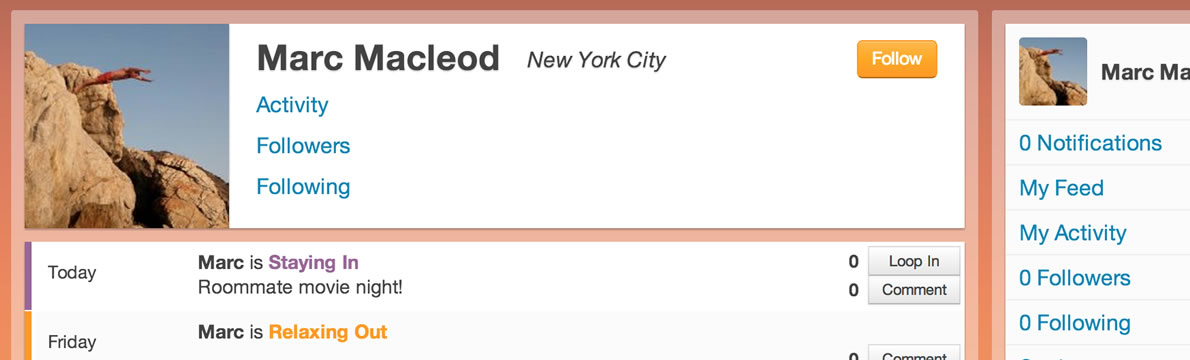 Marc Macleod New York City
Follow
Activity
Followers
Following
Today
Marc is Staying In
Roommate movie night!
0 Loop In
0 Comment
Friday
Marc is Relaxing Out
0 Comment
Marc Ma
0 Notifications
My Feed
My Activity
0 Followers
0 Following